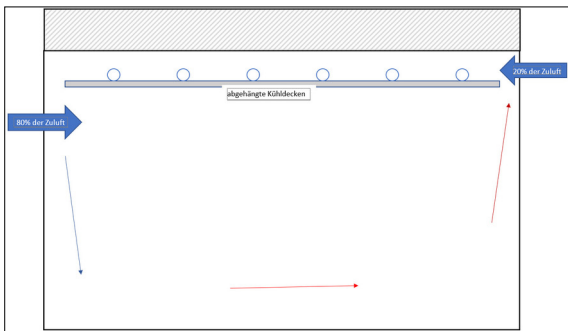 20% der Zuluft
abgehängte Kühldecken
80% der Zuluft